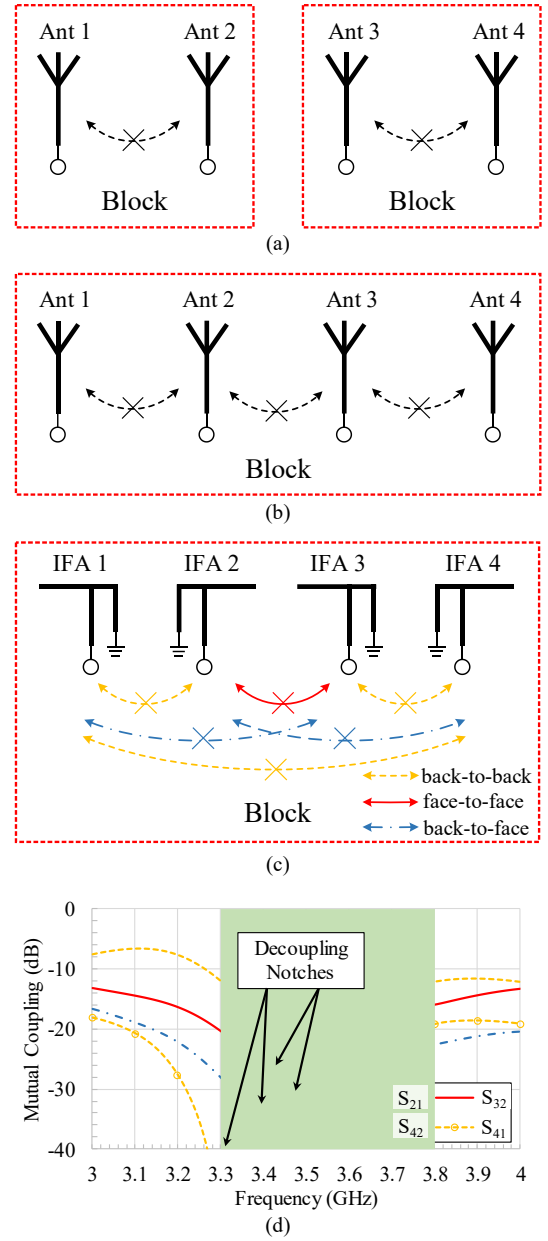 Ant 1 Ant 2 Ant 3 Ant 4
Block Block
(a)
Ant 1 Ant 2 Ant 3 Ant 4
Block
(b)
IFA 1 IFA 2 IFA 3 IFA 4
back-to-back
face-to-face
back-to-face
Block
(c)
Mutual Coupling (dB)
0
-10
-20
-30
-40
Decoupling
Notches
S21 S32
S42 S41
3 3.1 3.2 3.3 3.4 3.5 3.6 3.7 3.8 3.9 4
Frequency (GHz)
(d)